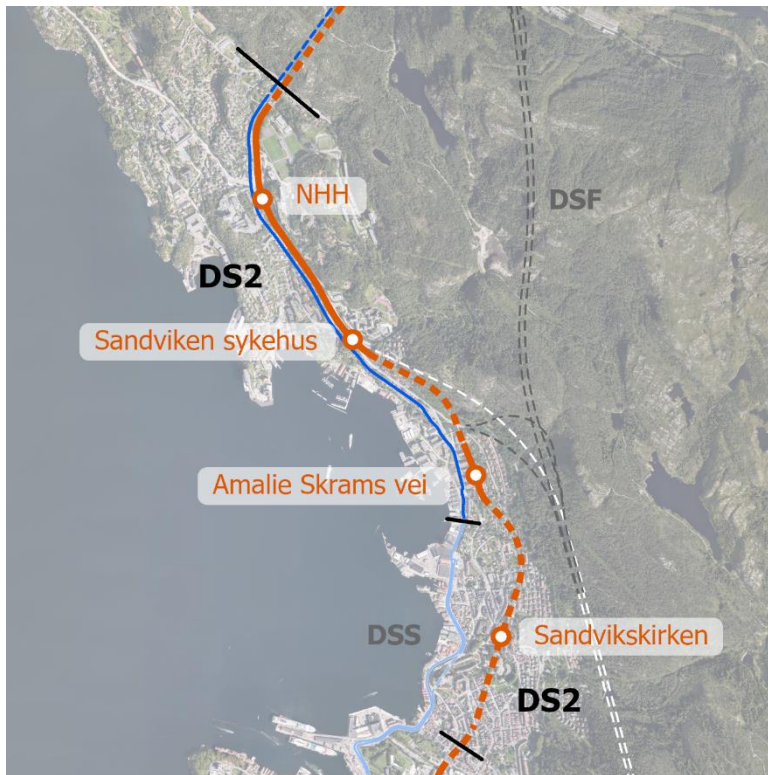 NHH
DSF
DS2
Sandviken sykehus
Amalie Skrams vei
DSS
Sandvikskirken
DS2